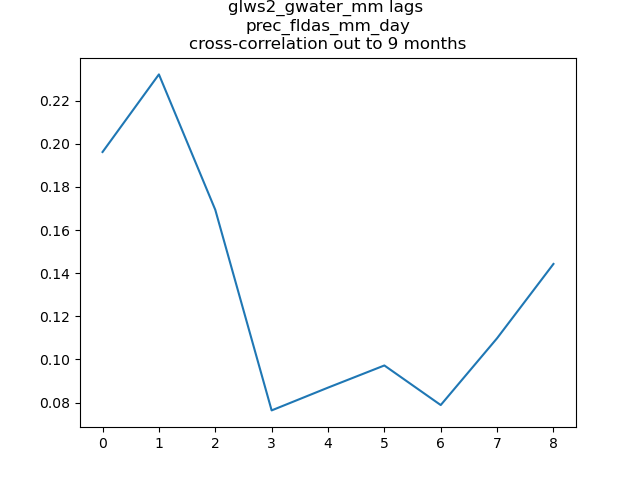 glws2_gwater_mm lags
prec_fldas_mm_day
cross-correlation out to 9 months
0.22
0.20
0.18
0.16
0.14
0.12
0.10
0.08
0 1 2 3 4 5 6 7 8